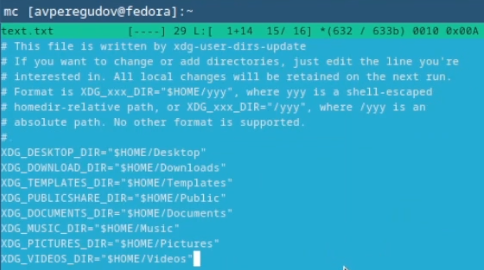 mc [avperegudov@fedora]:~
text.txt [----] 29 L:[ 1+14 15/ 16] *(632 / 633b) 0010 0x00A
# This file is written by xdg-user-dirs-update
# If you want to change or add directories, just edit the line you're
# interested in. All local changes will be retained on the next run.
# Format is XDG_xxx_DIR="$HOME/yyy", where yyy is a shell-escaped
# homedir-relative path, or XDG_xxx_DIR="/yyy", where /yyy is an
# absolute path. No other format is supported.
#.
XDG_DESKTOP_DIR="$HOME/Desktop"
XDG_DOWNLOAD_DIR="$HOME/Downloads"
XDG_TEMPLATES_DIR="$HOME/Templates"
XDG_PUBLICSHARE_DIR="$HOME/Public"
XDG_DOCUMENTS_DIR="$HOME/Documents"
XDG_MUSIC_DIR="$HOME/Music"
XDG_PICTURES_DIR="$HOME/Pictures"
XDG_VIDEOS_DIR="$HOME/Videos"